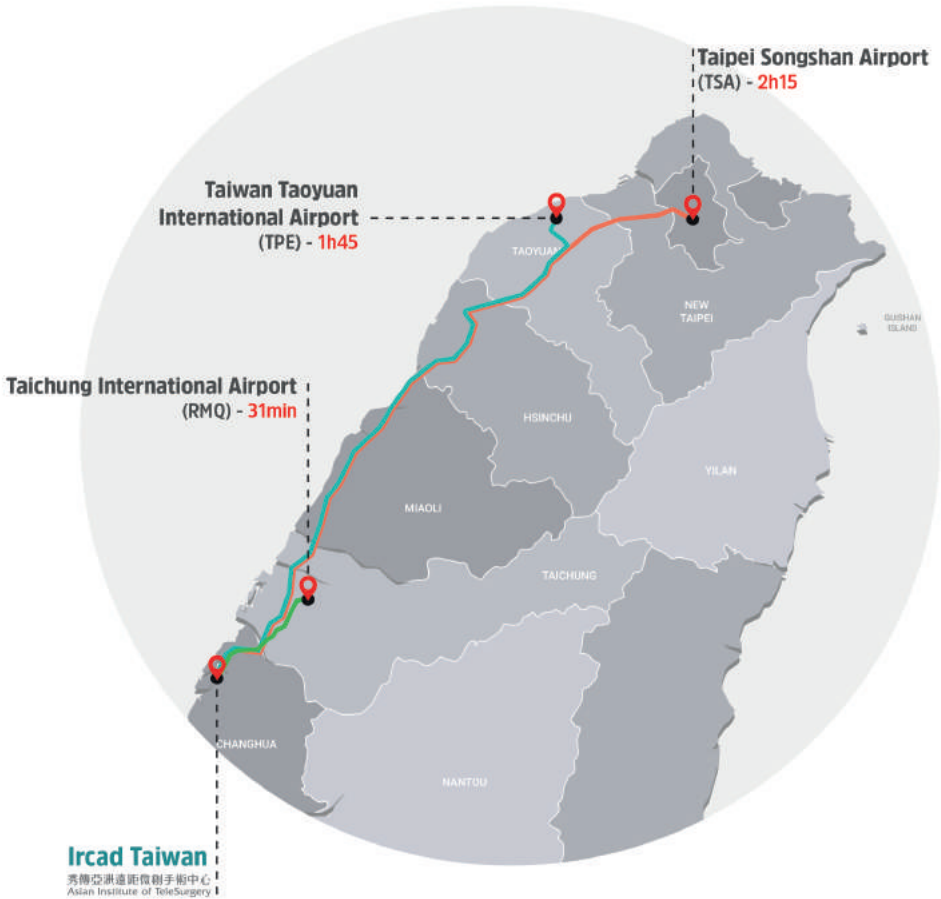 Taipei Songshan Airport
(TSA) - 2h15
Taiwan Taoyuan
International Airport
(TPE) - 1h45
TAOYUAN
NEW
TAIPEI
GUISHAN
ISLAND
Taichung International Airport
(RMQ) - 31min
HSINCHU
YILAN
MIAOLI
TAICHUNG
CHANGHUA
NANTOU
Ircad Taiwan
秀傳亞洲遠距微創手術中心
Asian Institute of TeleSurgery